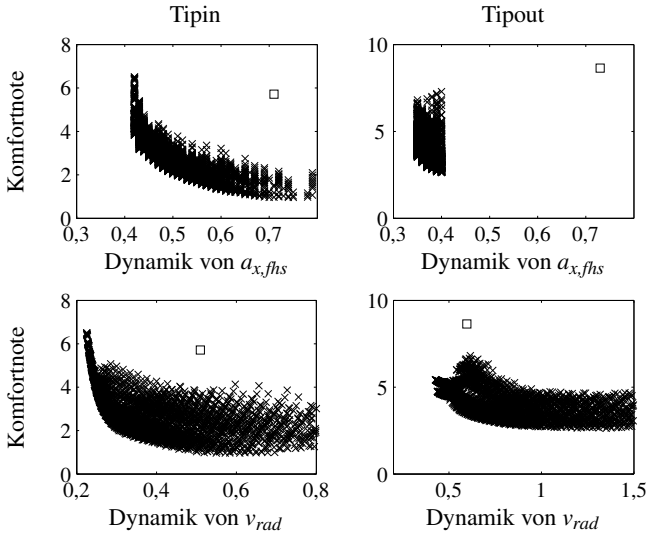 Tipin
Tipout
Komfortnote
8
6
4
2
0
0,3 0,4 0,5 0,6 0,7
Dynamik von a_{x,fhs}
10
5
0
0,3 0,4 0,5 0,6 0,7
Dynamik von a_{x,fhs}
Komfortnote
8
6
4
2
0
0,2 0,4 0,6 0,8
Dynamik von v_{rad}
10
5
0
0,5 1 1,5
Dynamik von v_{rad}